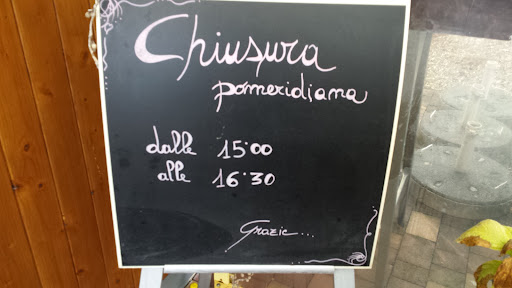 Chiusura
pomeridiana
dalle 15:00
alle 16:30
Grazie...